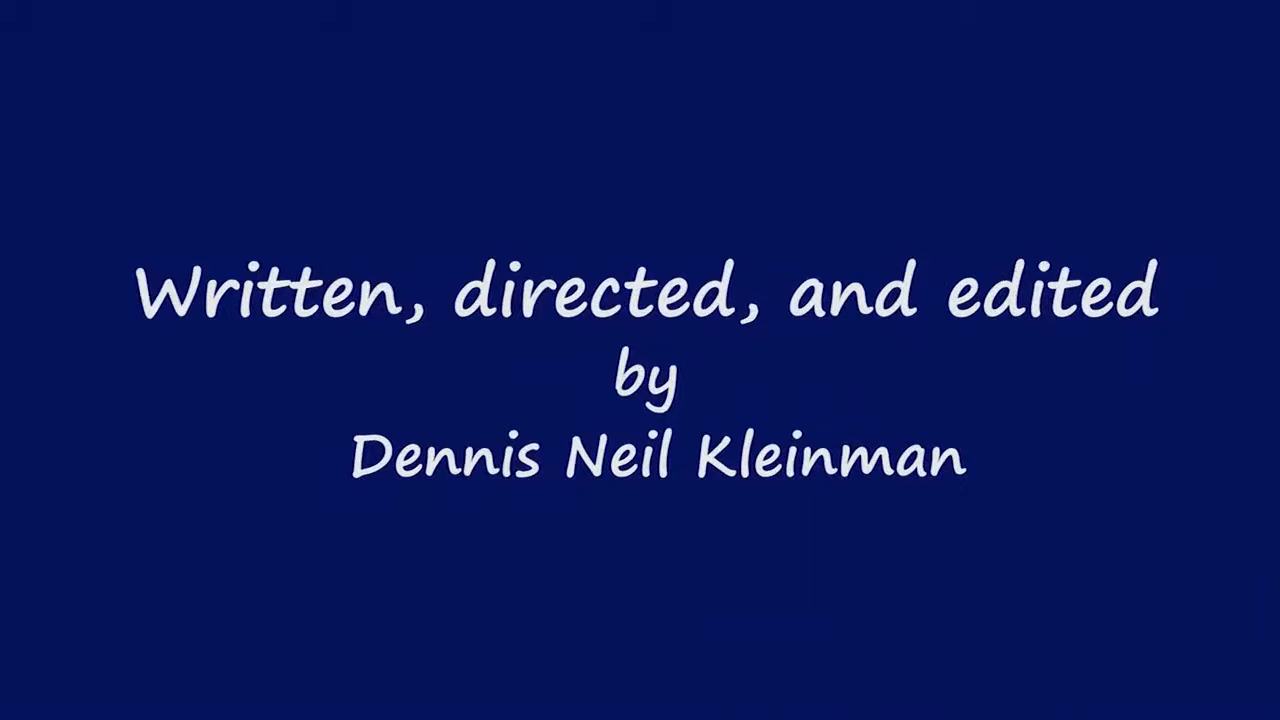 Written, directed, and edited
by
Dennis Neil Kleinman